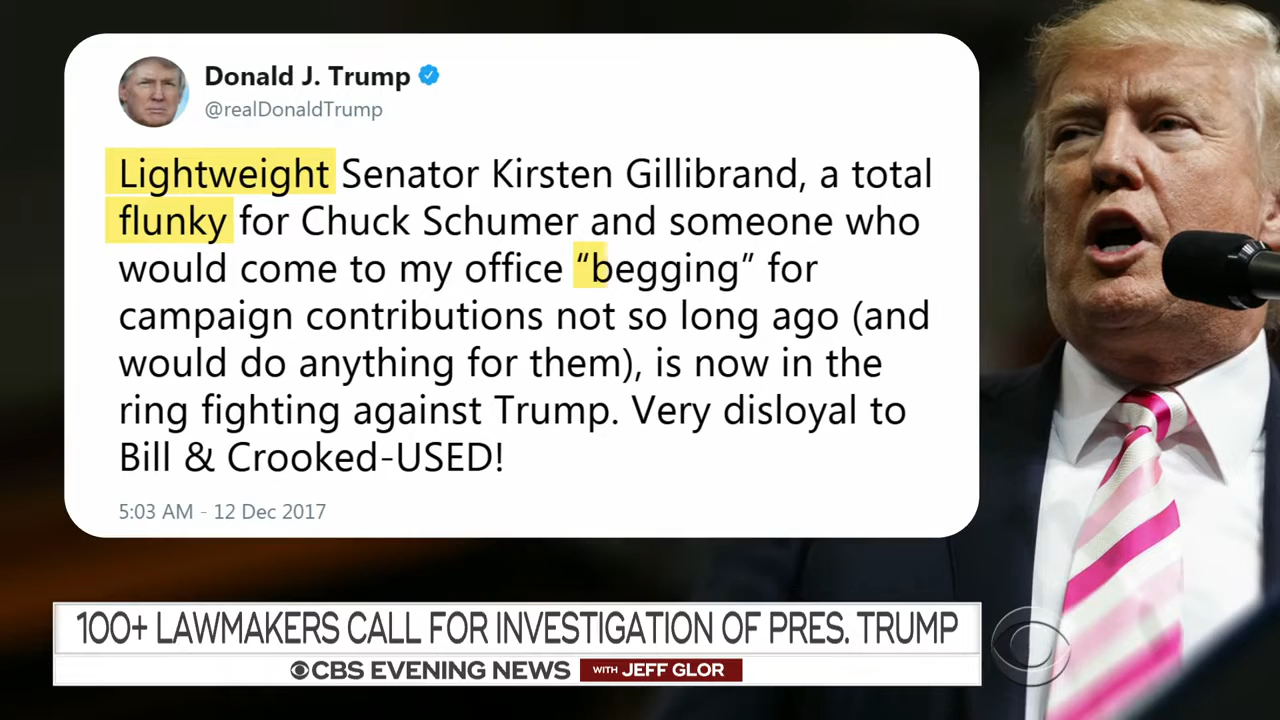 Donald J. Trump
@realDonaldTrump
Lightweight Senator Kirsten Gillibrand, a total
flunky for Chuck Schumer and someone who
would come to my office “begging” for
campaign contributions not so long ago (and
would do anything for them), is now in the
ring fighting against Trump. Very disloyal to
Bill & Crooked-USED!
5:03 AM - 12 Dec 2017
100+ LAWMAKERS CALL FOR INVESTIGATION OF PRES. TRUMP
CBS EVENING NEWS WITH JEFF GLOR